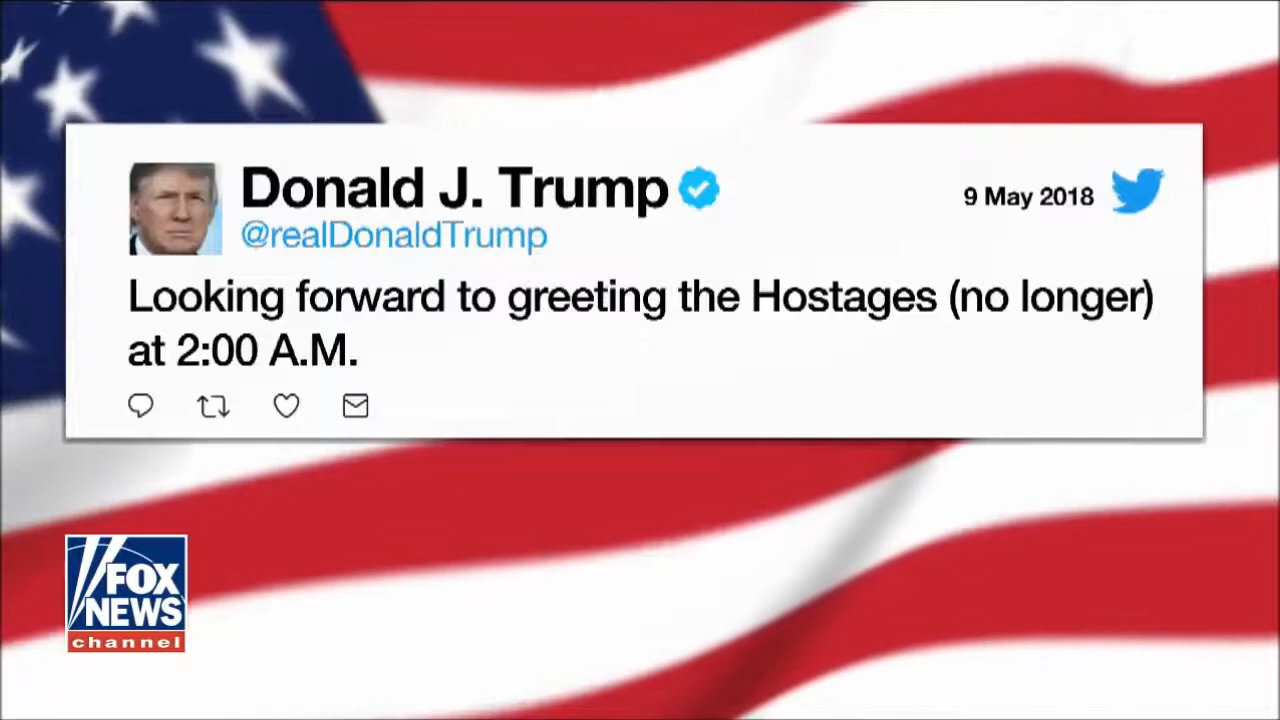 Donald J. Trump
9 May 2018
@realDonaldTrump
Looking forward to greeting the Hostages (no longer)
at 2:00 A.M.
FOX
NEWS
channel